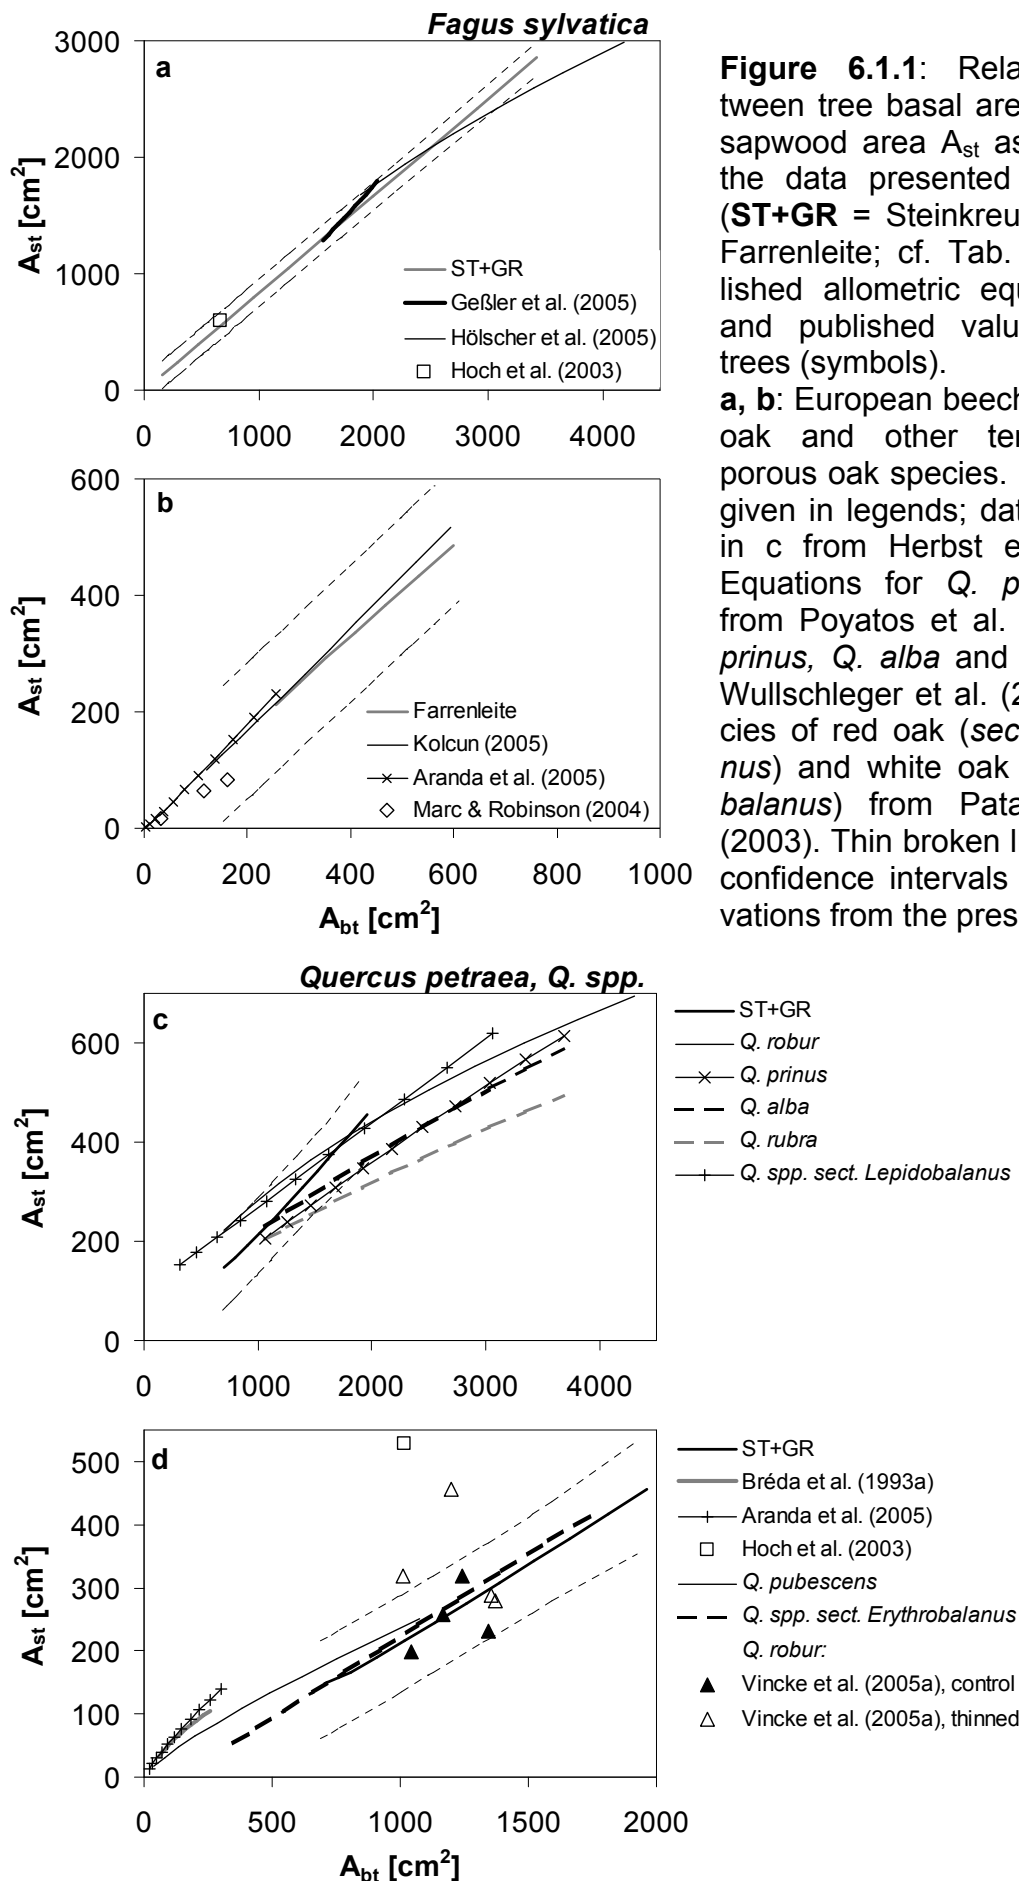 Fagus sylvatica
3000
2000
1000
0
A_st [cm²]
a
ST+GR
Geßler et al. (2005)
Hölscher et al. (2005)
Hoch et al. (2003)
0 1000 2000 3000 4000
600
400
200
0
A_st [cm²]
b
Farrenleite
Kolcun (2005)
Aranda et al. (2005)
Marc & Robinson (2004)
0 200 400 600 800 1000
A_bt [cm²]
Figure 6.1.1: Rela
tween tree basal are
sapwood area A_st as
the data presented
(ST+GR = Steinkreu
Farrenleite; cf. Tab.
lished allometric equ
and published valu
trees (symbols).
a, b: European beech
oak and other ter
porous oak species.
given in legends; dat
in c from Herbst e
Equations for Q. p
from Poyatos et al.
prinus, Q. alba and
Wullschleger et al. (2
cies of red oak (sec
nus) and white oak
balanus) from Pata
(2003). Thin broken l
confidence intervals
vations from the pres
Quercus petraea, Q. spp.
600
400
200
0
A_st [cm²]
c
0 1000 2000 3000 4000
ST+GR
Q. robur
Q. prinus
Q. alba
Q. rubra
Q. spp. sect. Lepidobalanus
500
400
300
200
100
0
A_st [cm²]
d
0 500 1000 1500 2000
A_bt [cm²]
ST+GR
Bréda et al. (1993a)
Aranda et al. (2005)
Hoch et al. (2003)
Q. pubescens
Q. spp. sect. Erythrobalanus
Q. robur:
Vincke et al. (2005a), control
Vincke et al. (2005a), thinned